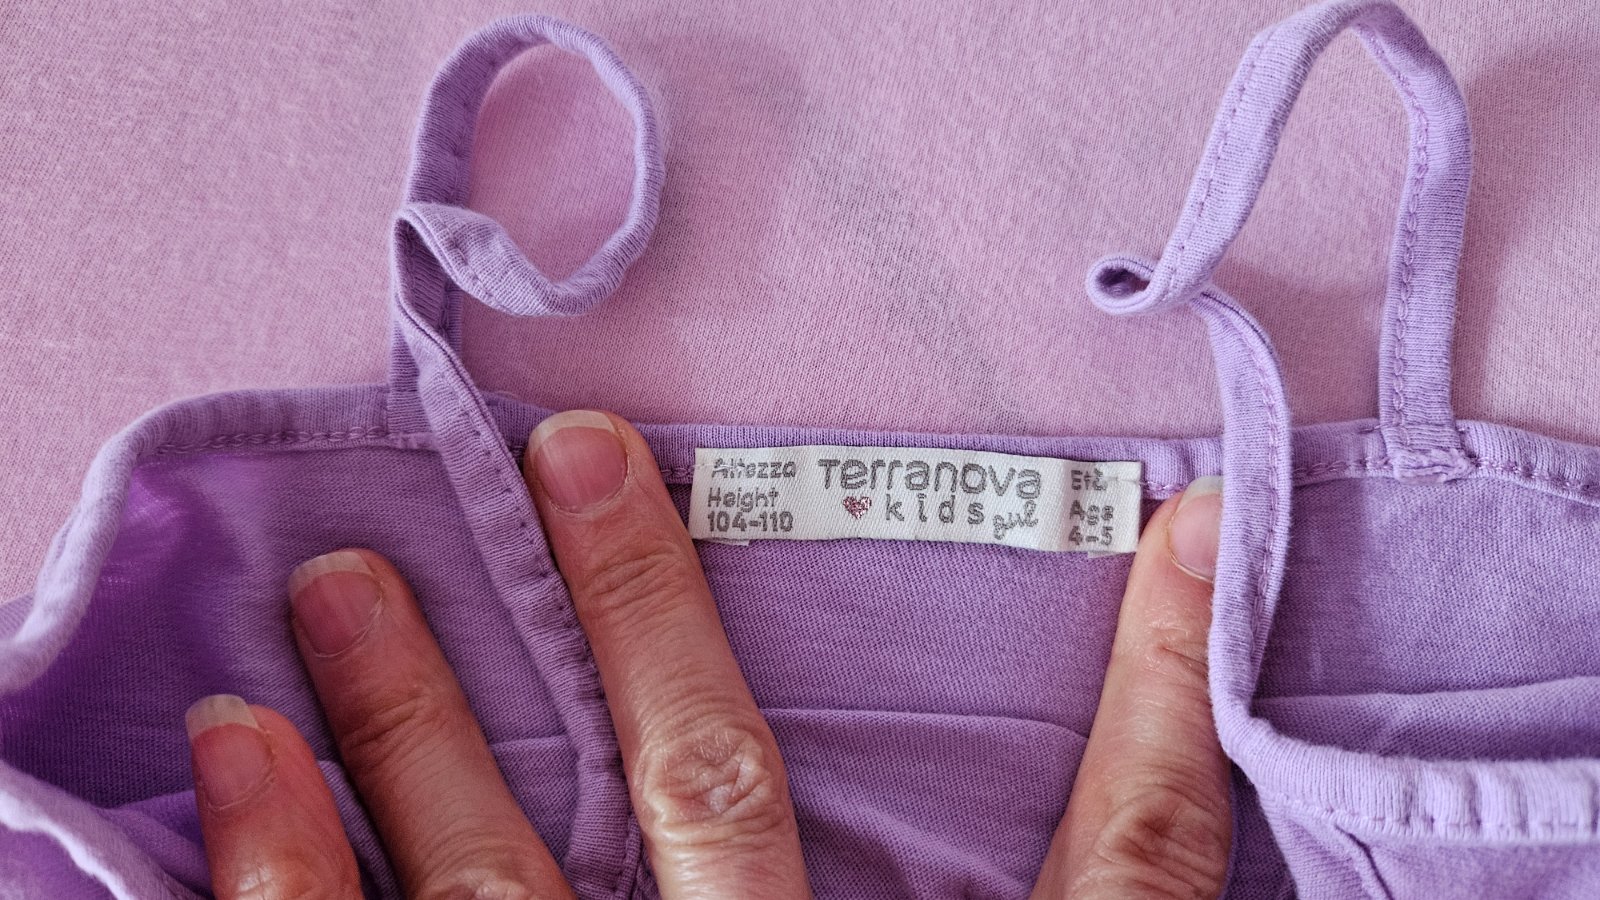 Altezza
Height
104-110
Terranova
kids
girl
Età
Age
4-5